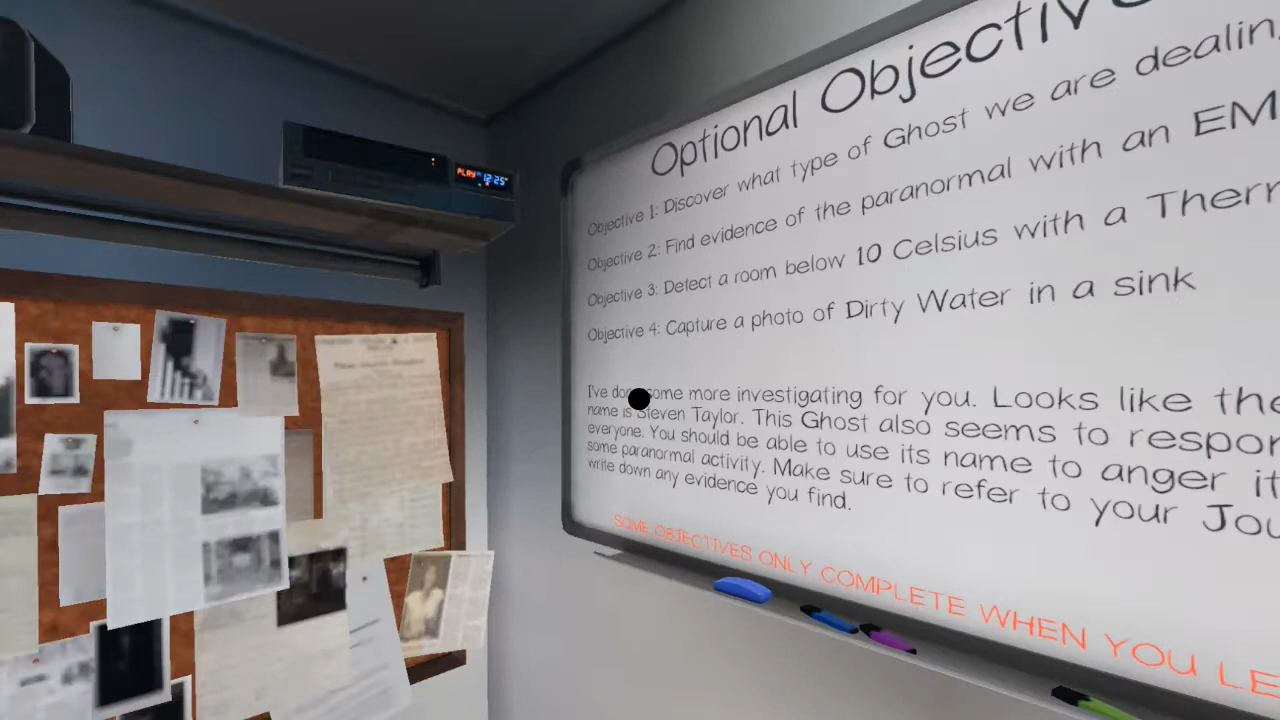 Optional Objectiv
Objective 1: Discover what type of Ghost we are dealin
Objective 2: Find evidence of the paranormal with an EM
Objective 3: Detect a room below 10 Celsius with a Ther
Objective 4: Capture a photo of Dirty Water in a sink
I've don some more investigating for you. Looks like the
name is Steven Taylor. This Ghost also seems to respon
everyone. You should be able to use its name to anger it
some paranormal activity. Make sure to refer to your Jou
write down any evidence you find.
SOME OBJECTIVES ONLY COMPLETE WHEN YOU LE
PLAY 12:25